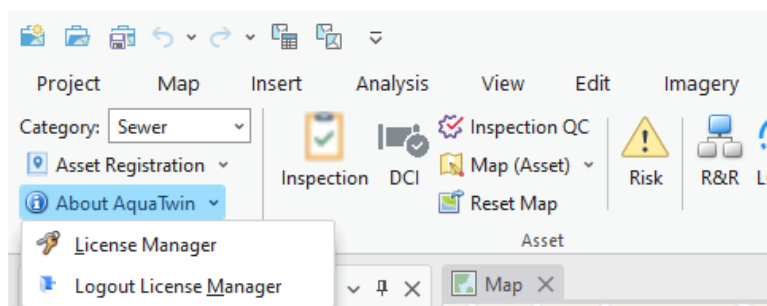 Project Map Insert Analysis View Edit Imagery
Category: Sewer
Asset Registration
About AquaTwin
Inspection
DCI
Inspection QC
Map (Asset)
Reset Map
Risk
R&R
Asset
License Manager
Logout License Manager
Map